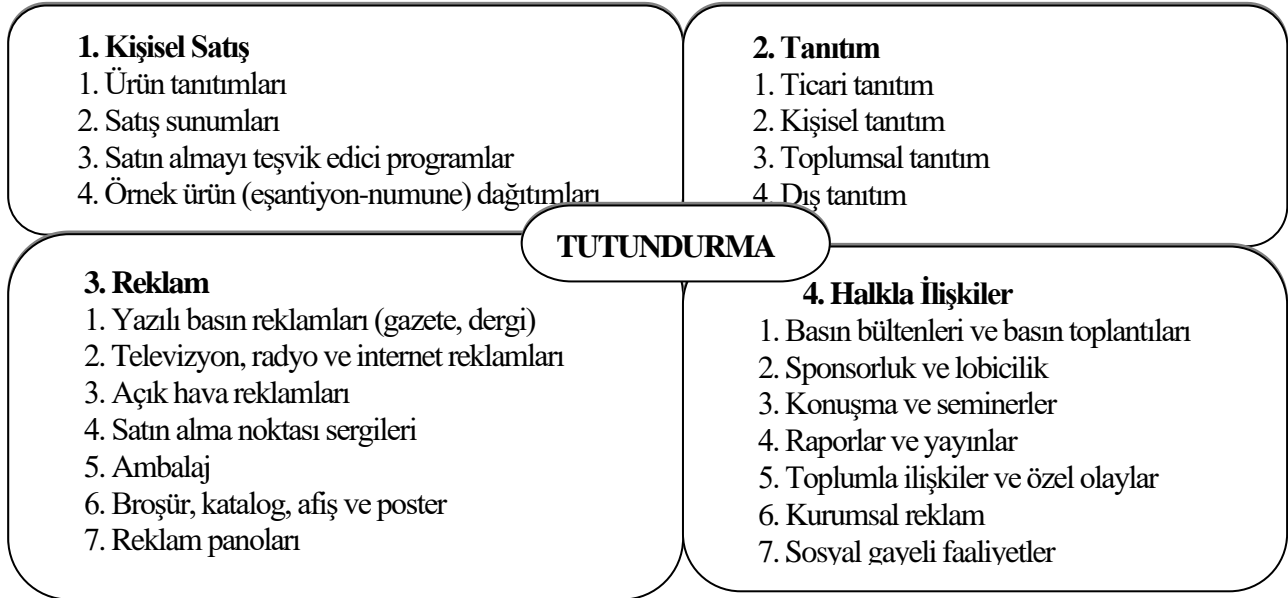 1. Kişisel Satış
1. Ürün tanıtımları
2. Satış sunumları
3. Satın almayı teşvik edici programlar
4. Örnek ürün (eşantiyon-numune) dağıtımları
2. Tanıtım
1. Ticari tanıtım
2. Kişisel tanıtım
3. Toplumsal tanıtım
4. Dış tanıtım
TUTUNDURMA
3. Reklam
1. Yazılı basın reklamları (gazete, dergi)
2. Televizyon, radyo ve internet reklamları
3. Açık hava reklamları
4. Satın alma noktası sergileri
5. Ambalaj
6. Broşür, katalog, afiş ve poster
7. Reklam panoları
4. Halkla İlişkiler
1. Basın bültenleri ve basın toplantıları
2. Sponsorluk ve lobicilik
3. Konuşma ve seminerler
4. Raporlar ve yayınlar
5. Toplumla ilişkiler ve özel olaylar
6. Kurumsal reklam
7. Sosyal gayeli faaliyetler